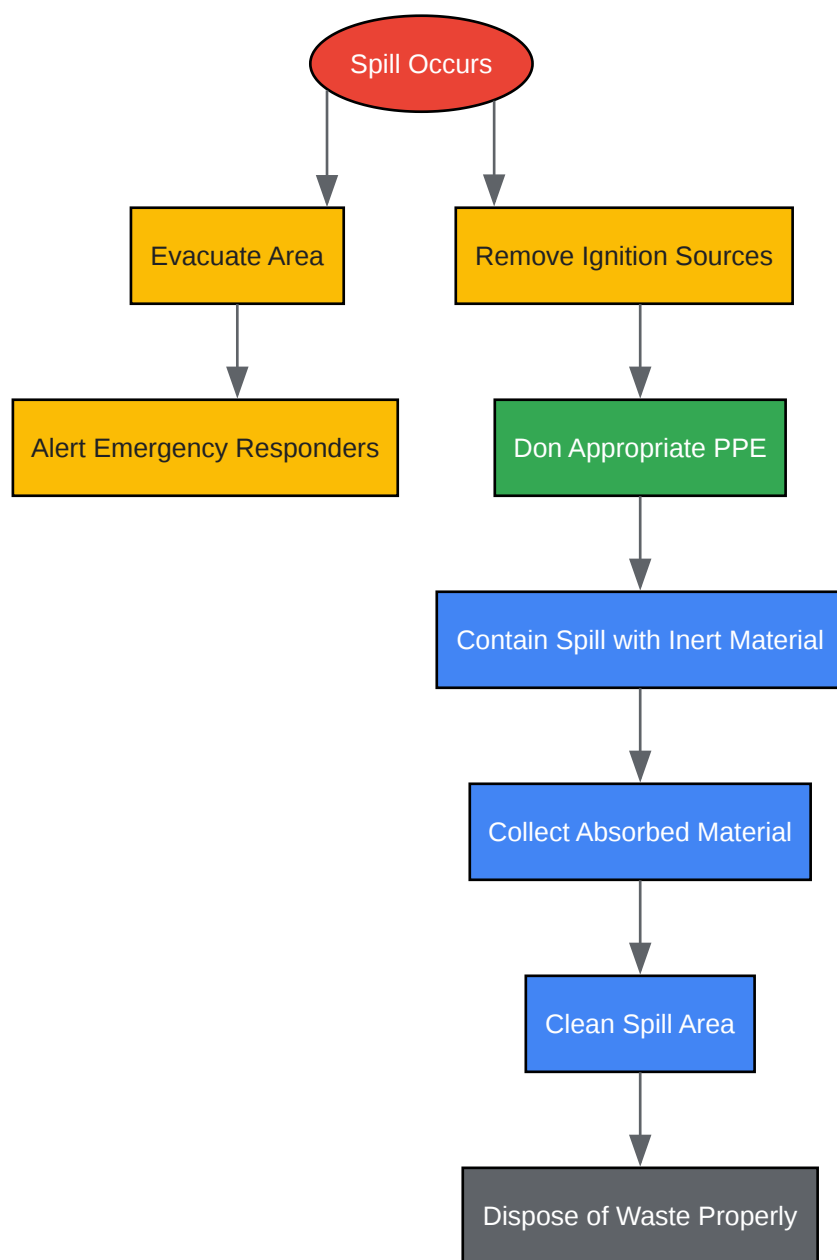 Spill Occurs
Evacuate Area
Remove Ignition Sources
Alert Emergency Responders
Don Appropriate PPE
Contain Spill with Inert Material
Collect Absorbed Material
Clean Spill Area
Dispose of Waste Properly